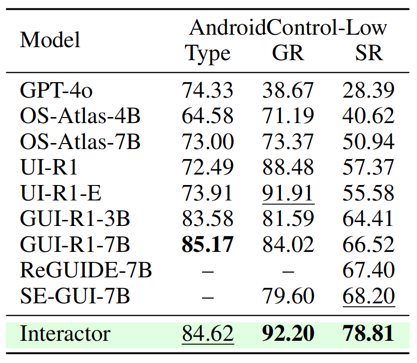 Model AndroidControl-Low
Type GR SR
GPT-4o 74.33 38.67 28.39
OS-Atlas-4B 64.58 71.19 40.62
OS-Atlas-7B 73.00 73.37 50.94
UI-R1 72.49 88.48 57.37
UI-R1-E 73.91 91.91 55.58
GUI-R1-3B 83.58 81.59 64.41
GUI-R1-7B 85.17 84.02 66.52
ReGUIDE-7B – – 67.40
SE-GUI-7B – 79.60 68.20
Interactor 84.62 92.20 78.81